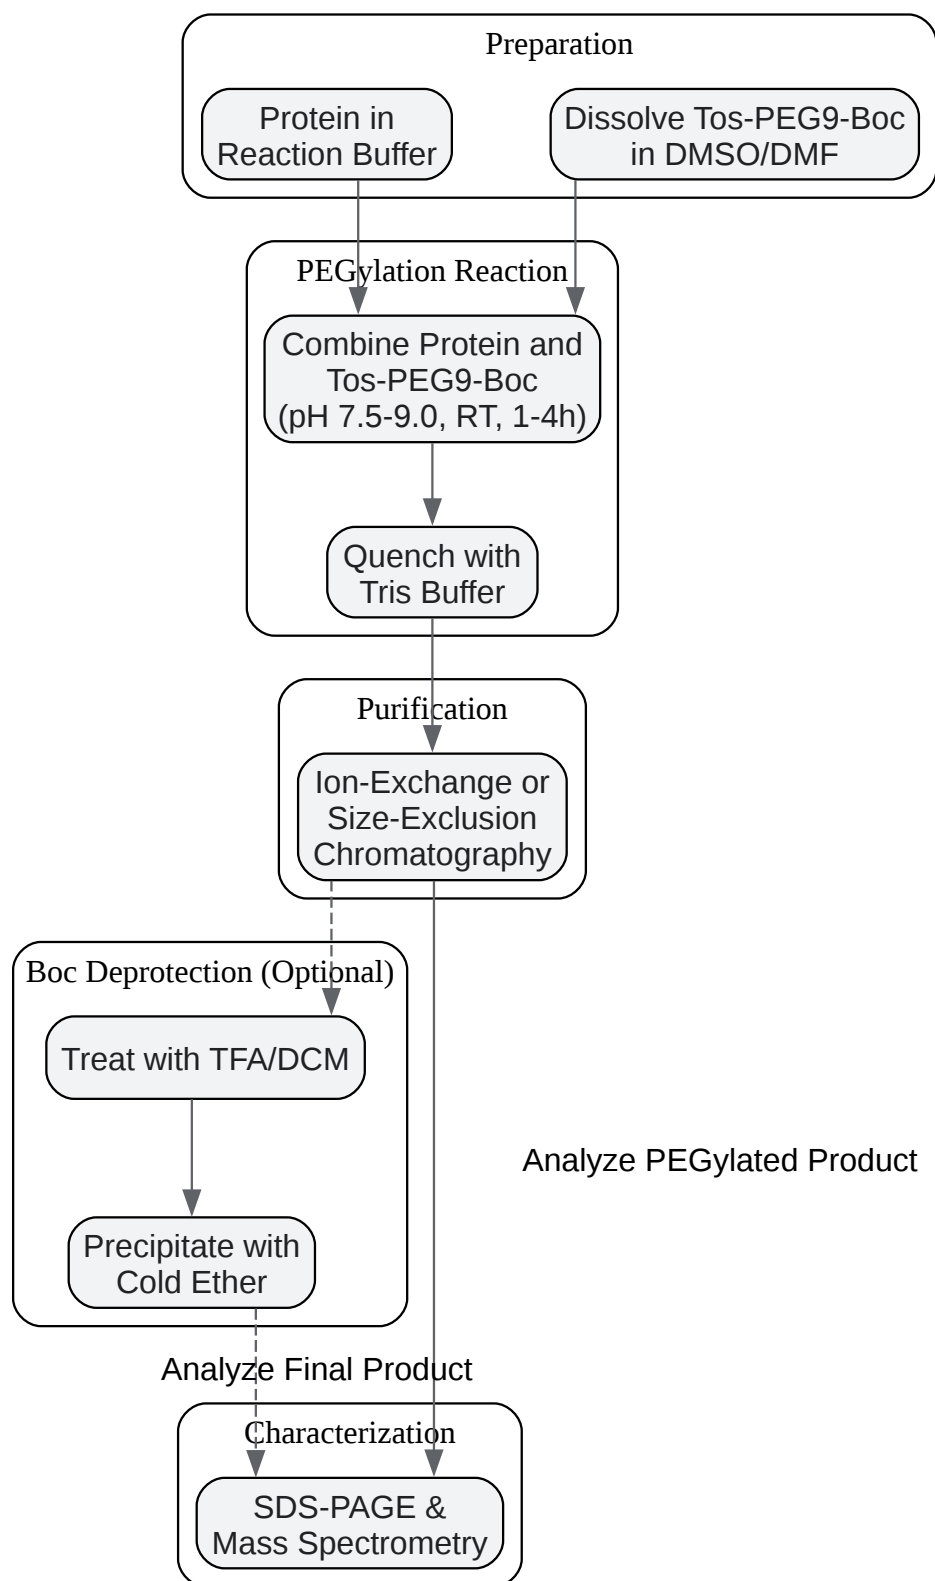 Preparation
Protein in
Reaction Buffer
Dissolve Tos-PEG9-Boc
in DMSO/DMF
PEGylation Reaction
Combine Protein and
Tos-PEG9-Boc
(pH 7.5-9.0, RT, 1-4h)
Quench with
Tris Buffer
Purification
Ion-Exchange or
Size-Exclusion
Chromatography
Boc Deprotection (Optional)
Treat with TFA/DCM
Analyze PEGylated Product
Precipitate with
Cold Ether
Analyze Final Product
Characterization
SDS-PAGE &
Mass Spectrometry